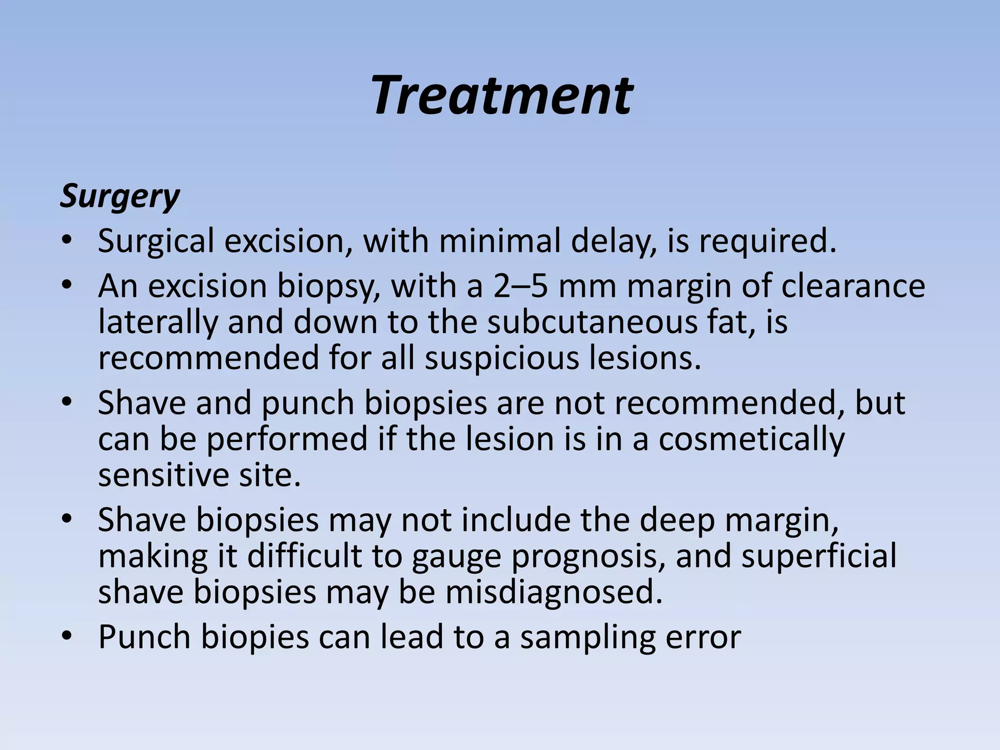 Treatment
Surgery
• Surgical excision, with minimal delay, is required.
• An excision biopsy, with a 2–5 mm margin of clearance
laterally and down to the subcutaneous fat, is
recommended for all suspicious lesions.
• Shave and punch biopsies are not recommended, but
can be performed if the lesion is in a cosmetically
sensitive site.
• Shave biopsies may not include the deep margin,
making it difficult to gauge prognosis, and superficial
shave biopsies may be misdiagnosed.
• Punch biopies can lead to a sampling error